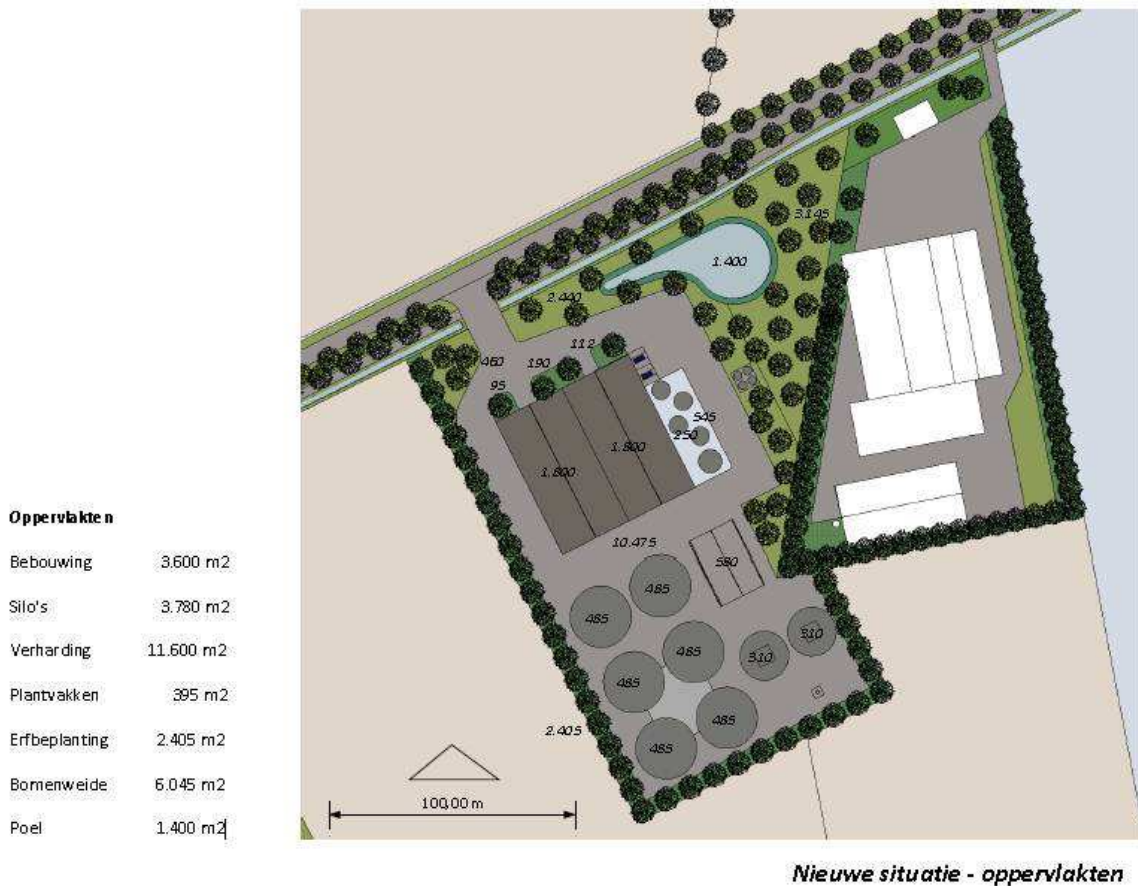 Oppervlakten
Bebouwing 3.600 m2
Silo's 3.780 m2
Verharding 11.600 m2
Plantvakken 395 m2
Erfbeplanting 2.405 m2
Bomenweide 6.045 m2
Poel 1.400 m2
3.145
1.400
2.440
112
460
190
95
545
250
1.800
1.800
10.475
580
485
485
485
485
485
485
310
310
2.405
100,00 m
Nieuwe situatie - oppervlakten